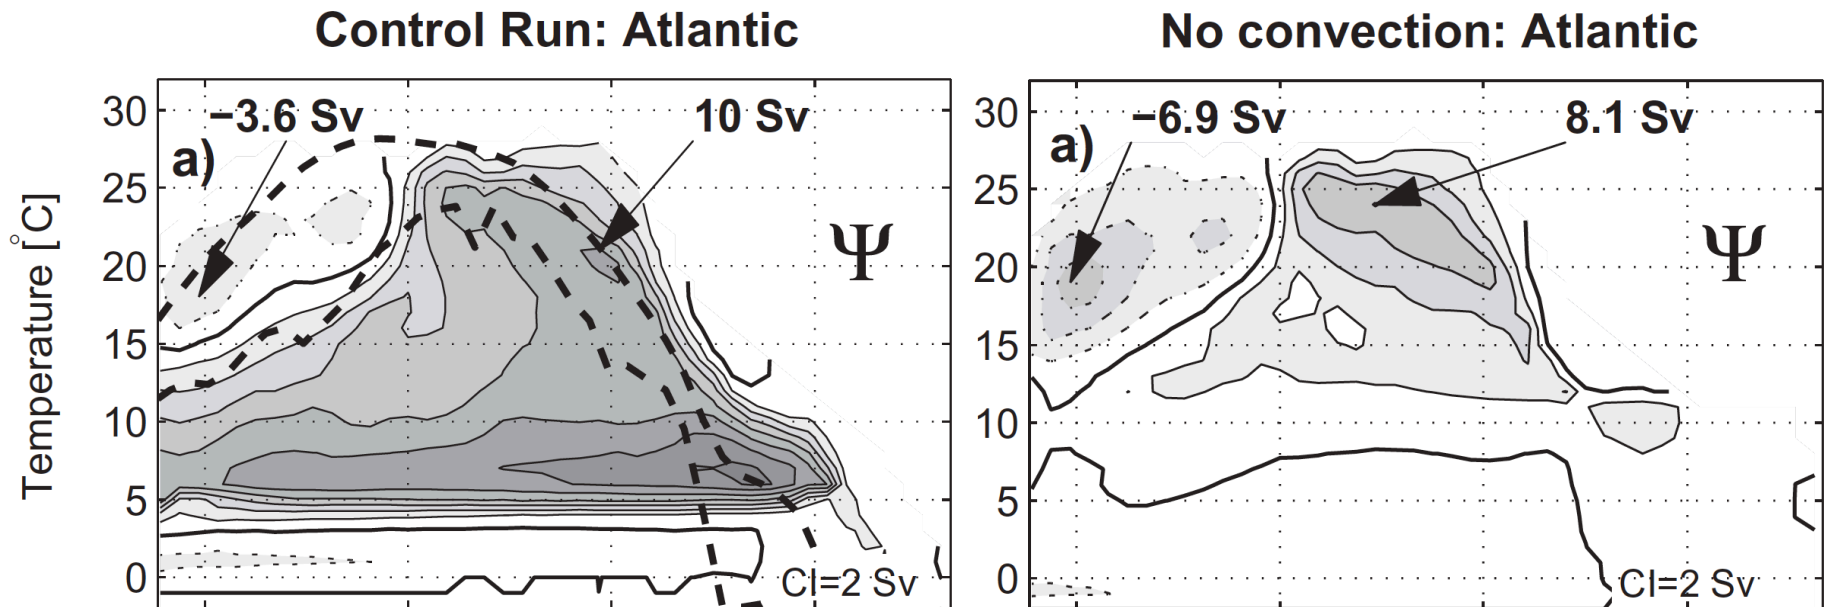 Control Run: Atlantic
No convection: Atlantic
Temperature [°C]
30
25
20
15
10
5
0
a)
−3.6 Sv
10 Sv
Ψ
CI=2 Sv
30
25
20
15
10
5
0
a)
−6.9 Sv
8.1 Sv
Ψ
CI=2 Sv